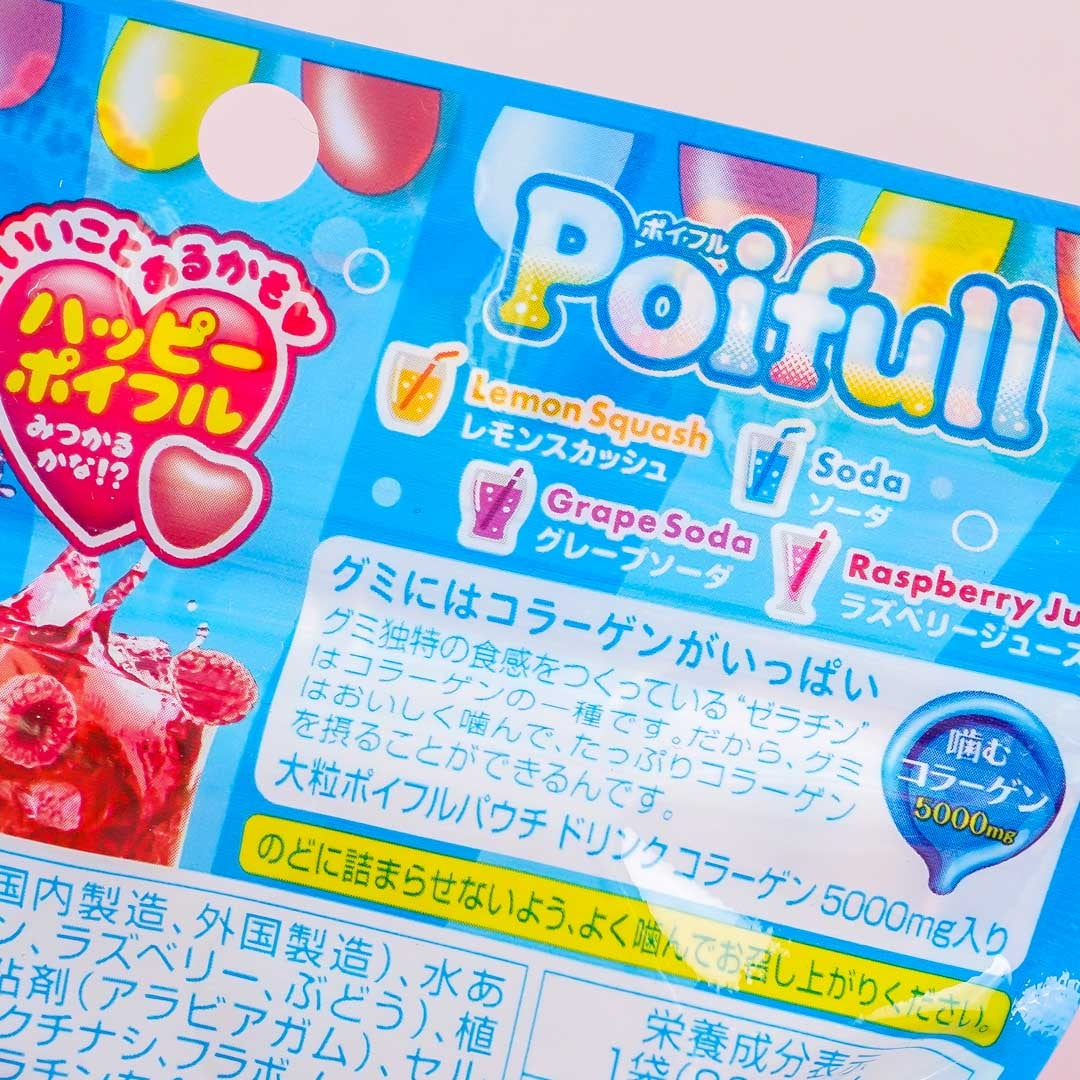 いいことあるかも
ハッピー
ポイフル
みつかる
かな!?
ポイフル
Poifull
Lemon Squash
レモンスカッシュ
Soda
ソーダ
Grape Soda
グレープソーダ
Raspberry Ju
ラズベリージュース
グミにはコラーゲンがいっぱい
グミ独特の食感をつくっている“ゼラチン”
はコラーゲンの一種です。だから、グミ
はおいしく噛んで、たっぷりコラーゲン
を摂ることができるんです。
大粒ポイフルパウチ ドリンク コラーゲン5000mg入り
噛む
コラーゲン
5000mg
のどに詰まらせないよう、よく噛んでお召し上がりください。
国内製造、外国製造)、水あ
ン、ラズベリー、ぶどう)、植
粘剤(アラビアガム)、セル
クチナシ、フラボ
栄養成分表示
1袋